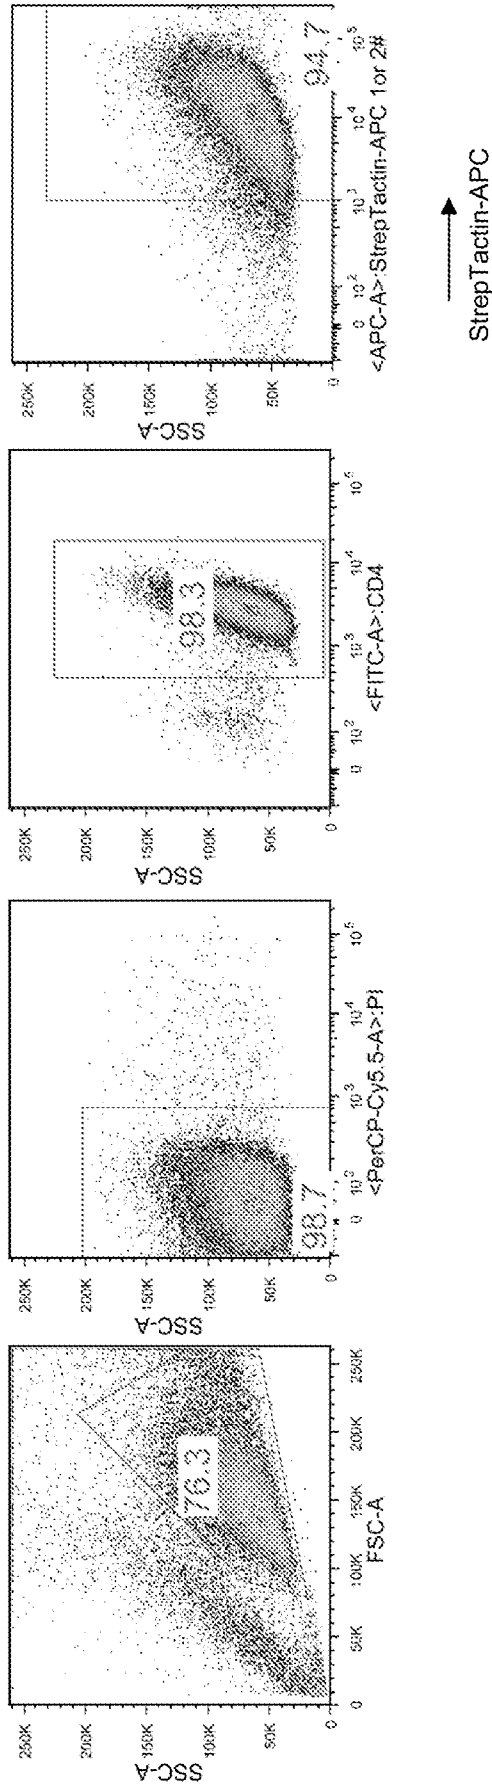 SSC-A
250K
200K
150K
100K
50K
0
76.3
0 50K 100K 150K 200K 250K
FSC-A
SSC-A
250K
200K
150K
100K
50K
0
98.7
0 10² 10³ 10⁴ 10⁵
<PerCP-Cy5.5-A>:PI
SSC-A
250K
200K
150K
100K
50K
0
98.3
0 10² 10³ 10⁴ 10⁵
<FITC-A>:CD4
SSC-A
250K
200K
150K
100K
50K
0
94.7
0 10² 10³ 10⁴ 10⁵
<APC-A>:StrepTactin-APC 1or 2#
StrepTactin-APC